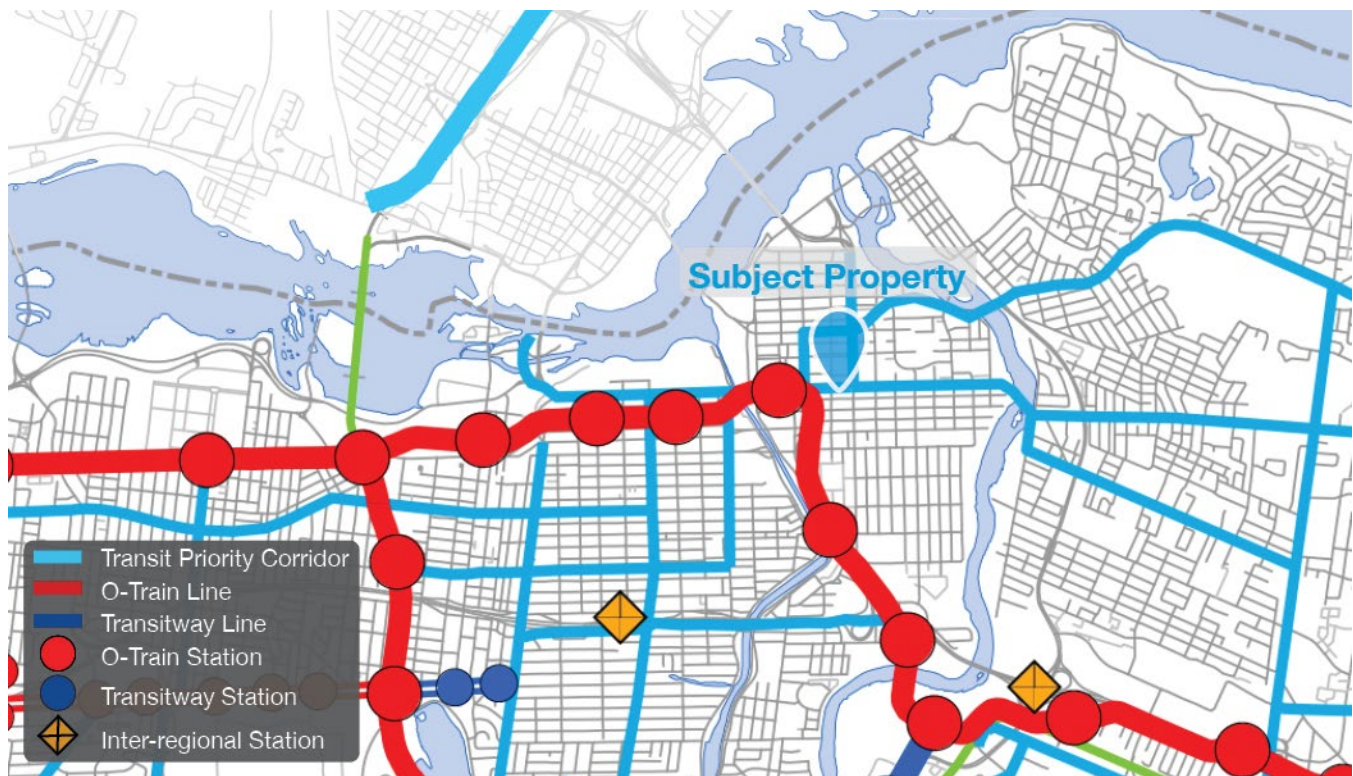 Subject Property
Transit Priority Corridor
O-Train Line
Transitway Line
O-Train Station
Transitway Station
Inter-regional Station